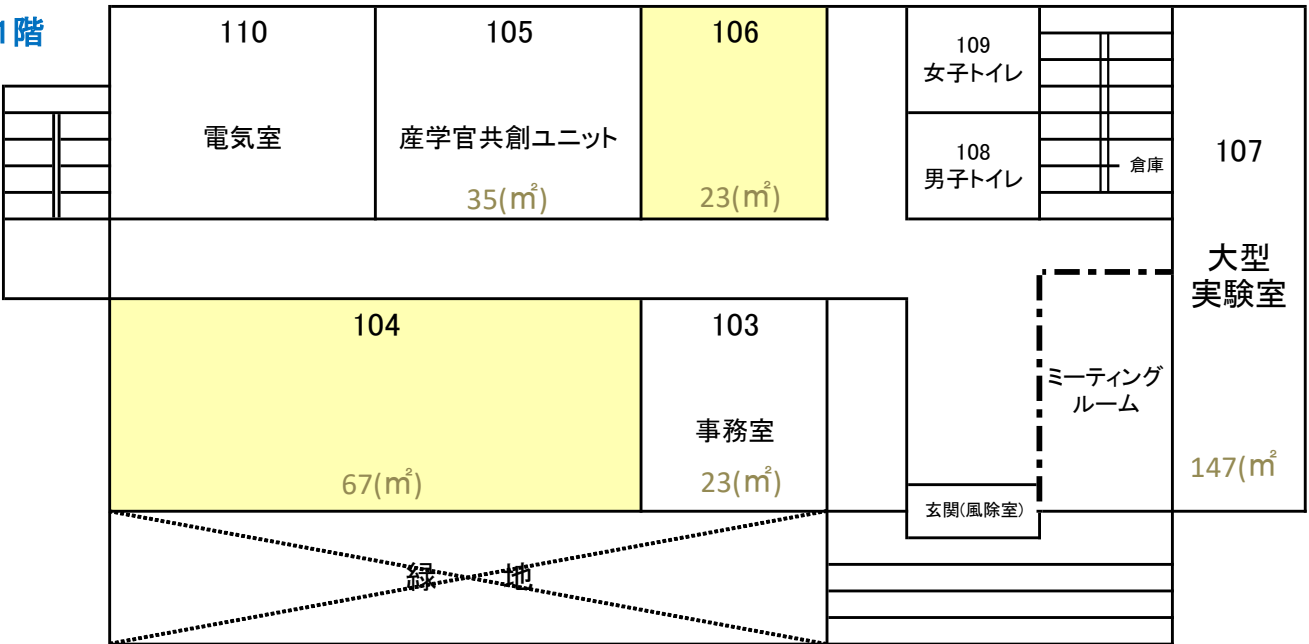 1階
110
電気室
105
産学官共創ユニット
35(㎡)
106
23(㎡)
109
女子トイレ
108
男子トイレ
倉庫
107
大型
実験室
147(㎡
104
67(㎡)
103
事務室
23(㎡)
ミーティング
ルーム
玄関(風除室)
緑 地